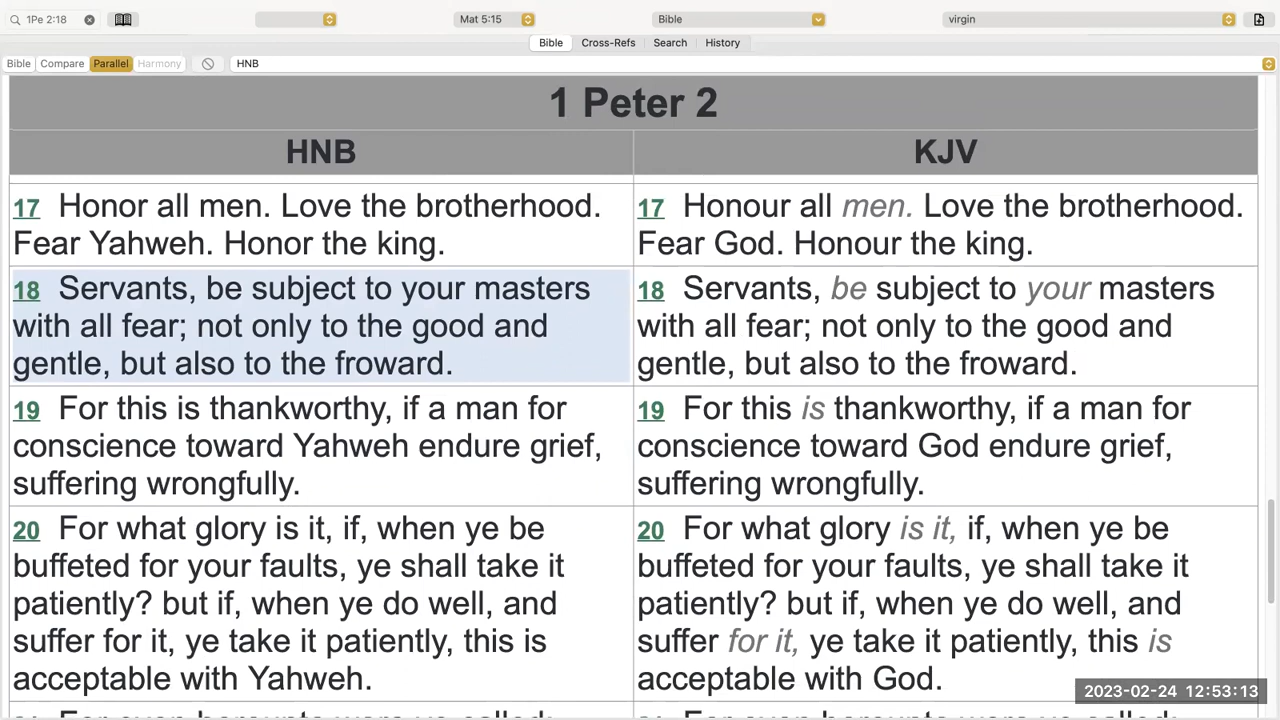 1Pe 2:18 Mat 5:15 Bible virgin
Bible Cross-Refs Search History
Bible Compare Parallel Harmony HNB
1 Peter 2
HNB
17 Honor all men. Love the brotherhood.
Fear Yahweh. Honor the king.
18 Servants, be subject to your masters
with all fear; not only to the good and
gentle, but also to the froward.
19 For this is thankworthy, if a man for
conscience toward Yahweh endure grief,
suffering wrongfully.
20 For what glory is it, if, when ye be
buffeted for your faults, ye shall take it
patiently? but if, when ye do well, and
suffer for it, ye take it patiently, this is
acceptable with Yahweh.
KJV
17 Honour all men. Love the brotherhood.
Fear God. Honour the king.
18 Servants, be subject to your masters
with all fear; not only to the good and
gentle, but also to the froward.
19 For this is thankworthy, if a man for
conscience toward God endure grief,
suffering wrongfully.
20 For what glory is it, if, when ye be
buffeted for your faults, ye shall take it
patiently? but if, when ye do well, and
suffer for it, ye take it patiently, this is
acceptable with God.
2023-02-24 12:53:13